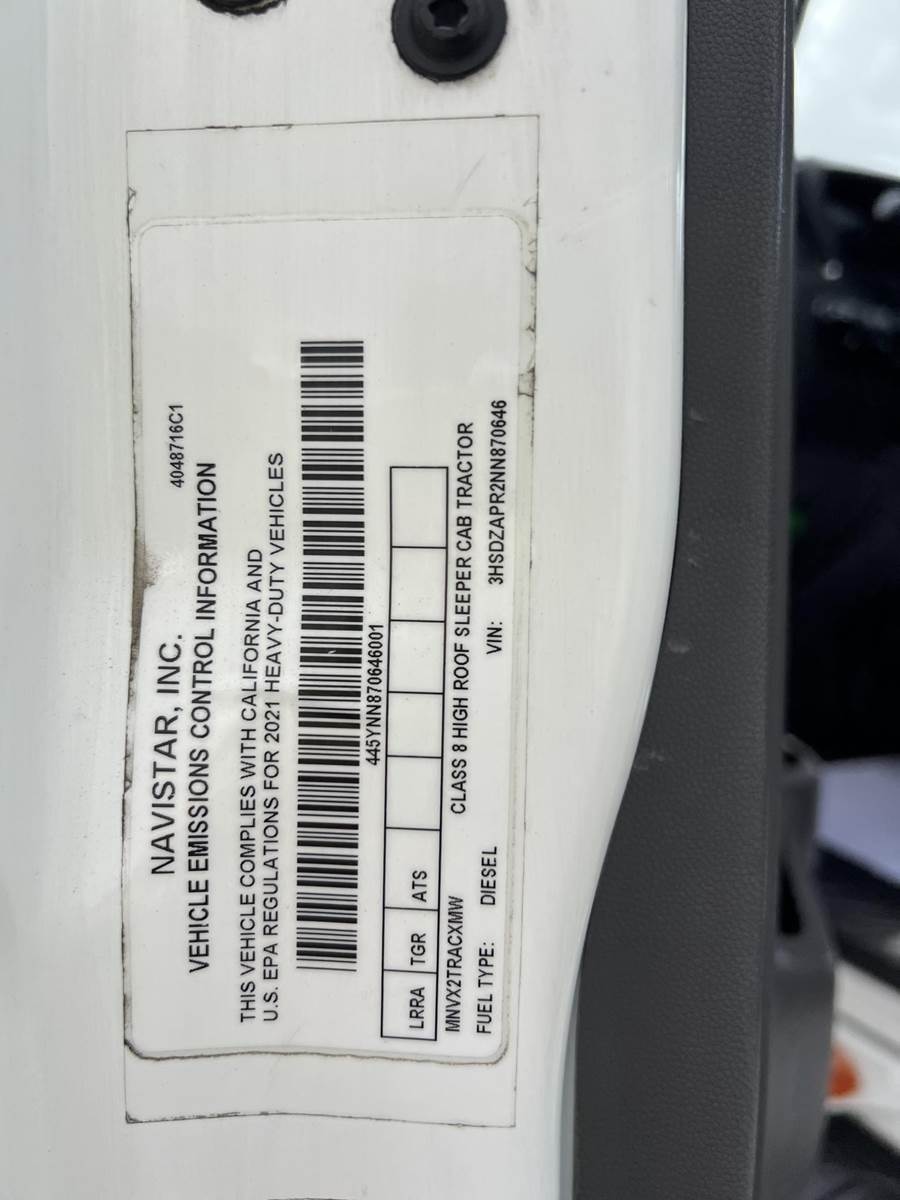 4048716C1
NAVISTAR, INC.
VEHICLE EMISSIONS CONTROL INFORMATION
THIS VEHICLE COMPLIES WITH CALIFORNIA AND
U.S. EPA REGULATIONS FOR 2021 HEAVY-DUTY VEHICLES
445YNN870646001
LRRA TGR ATS
MNVX2TRACXMW CLASS 8 HIGH ROOF SLEEPER CAB TRACTOR
FUEL TYPE: DIESEL VIN: 3HSDZAPR2NN870646